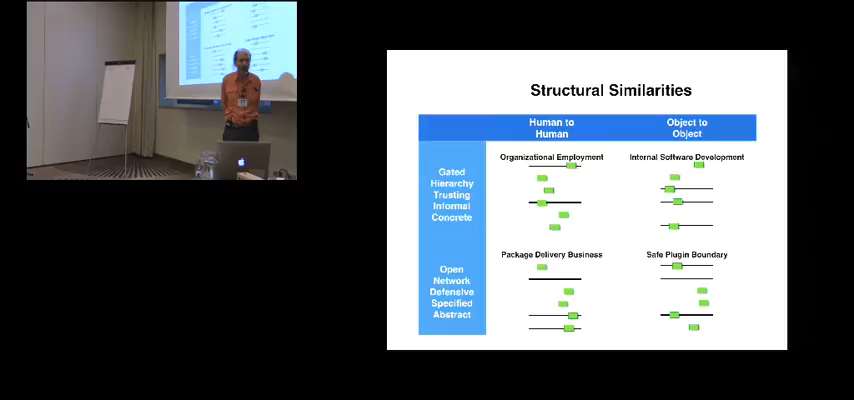 Structural Similarities
Human to
Human
Object to
Object
Gated
Hierarchy
Trusting
Informal
Concrete
Organizational Employment
Internal Software Development
Open
Network
Defensive
Specified
Abstract
Package Delivery Business
Safe Plugin Boundary